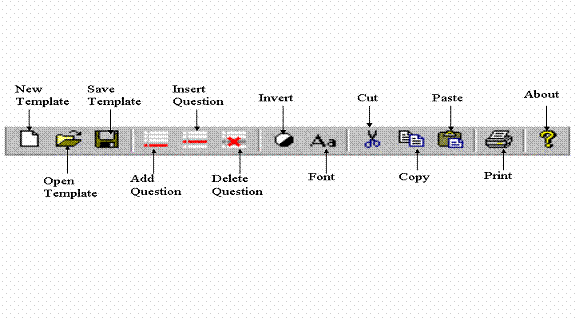 New
Template
Save
Template
Insert
Question
Invert
Cut
Paste
About
Aa
?
Open
Template
Add
Question
Delete
Question
Font
Copy
Print